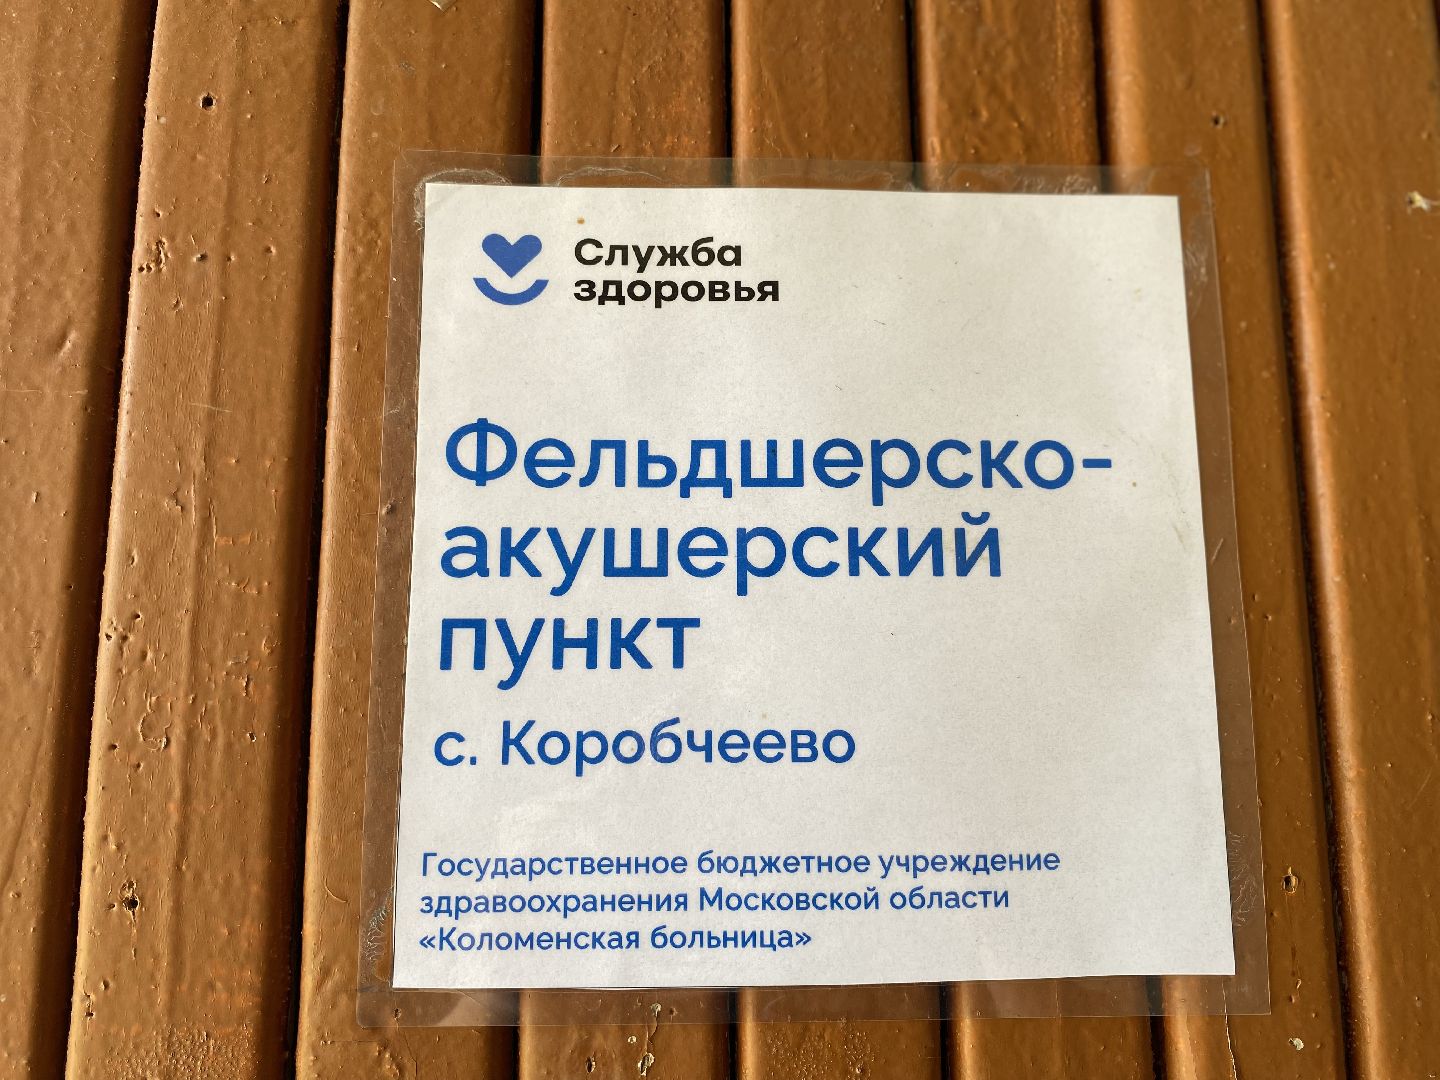 Служба
здоровья
Фельдшерско-
акушерский
пункт
с. Коробчеево
Государственное бюджетное учреждение
здравоохранения Московской области
«Коломенская больница»